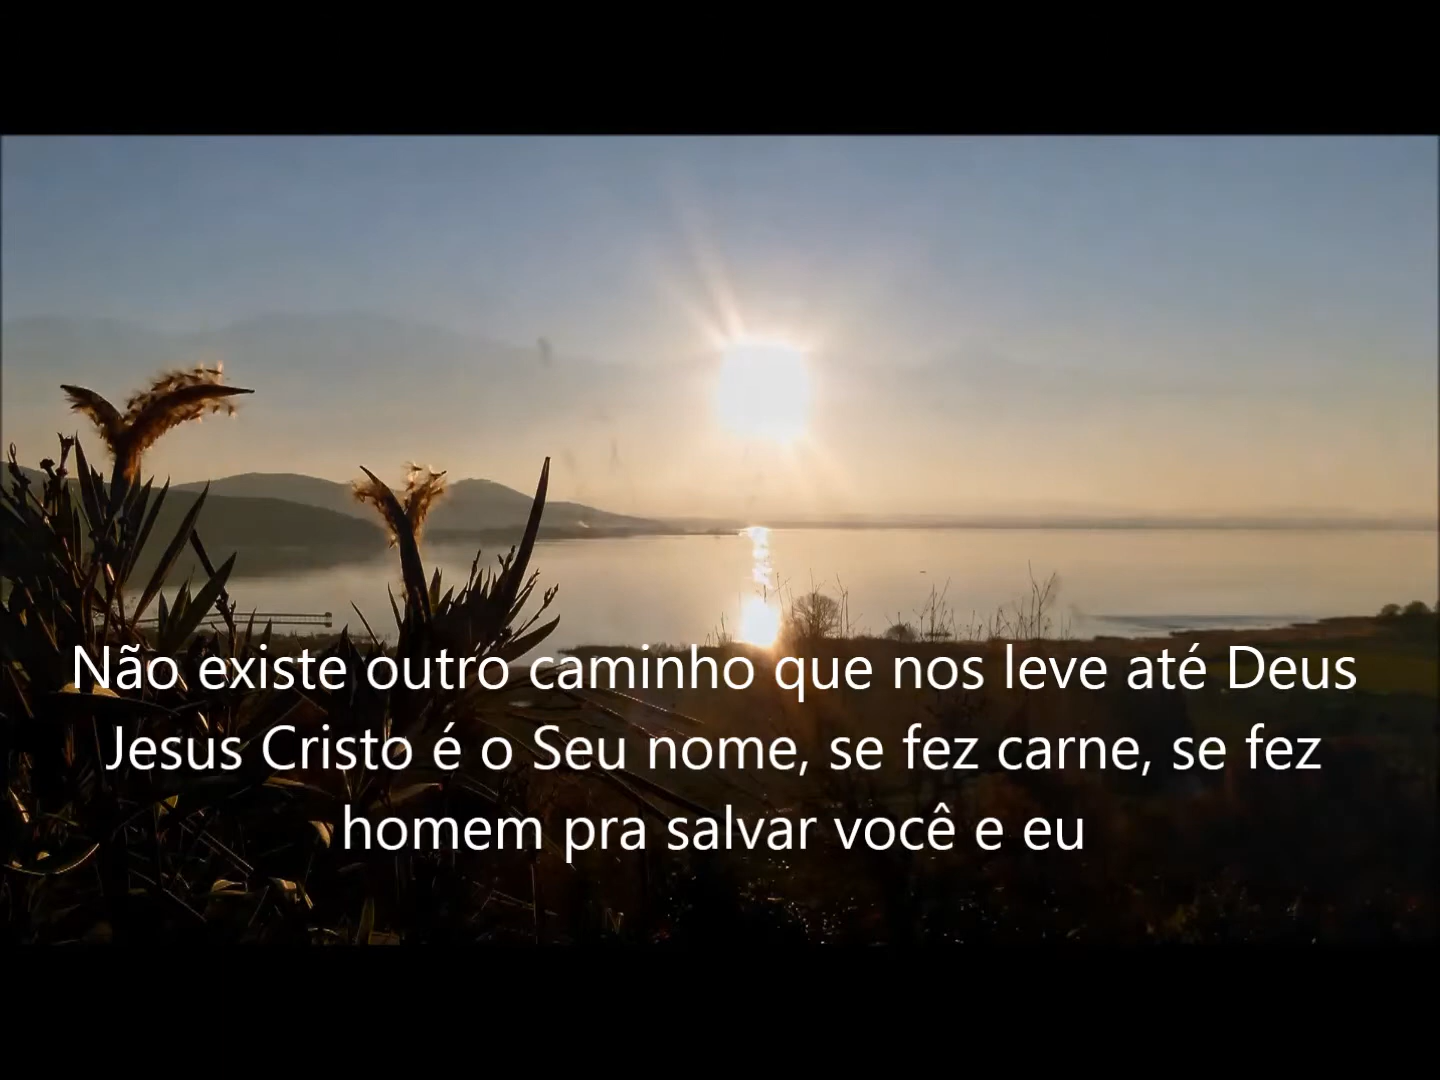 Não existe outro caminho que nos leve até Deus
Jesus Cristo é o Seu nome, se fez carne, se fez
homem pra salvar você e eu